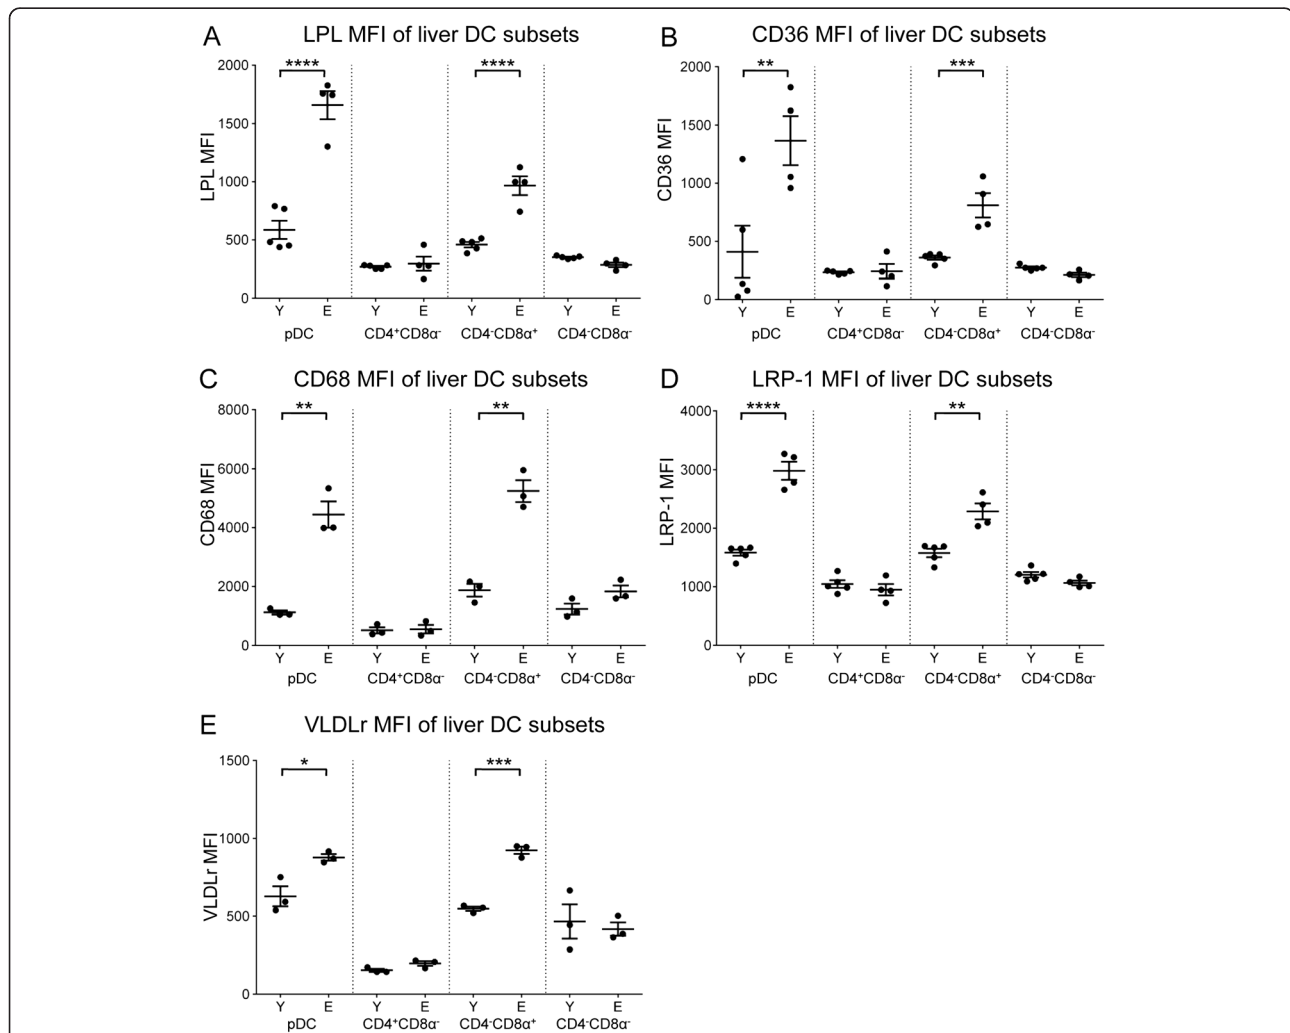 A LPL MFI of liver DC subsets
LPL MFI
2000
1500
1000
500
0
**** ****
Y E Y E Y E Y E
pDC CD4⁺CD8α⁻ CD4⁻CD8α⁺ CD4⁻CD8α⁻
B CD36 MFI of liver DC subsets
CD36 MFI
2000
1500
1000
500
0
** ***
Y E Y E Y E Y E
pDC CD4⁺CD8α⁻ CD4⁻CD8α⁺ CD4⁻CD8α⁻
C CD68 MFI of liver DC subsets
CD68 MFI
8000
6000
4000
2000
0
** **
Y E Y E Y E Y E
pDC CD4⁺CD8α⁻ CD4⁻CD8α⁺ CD4⁻CD8α⁻
D LRP-1 MFI of liver DC subsets
LRP-1 MFI
4000
3000
2000
1000
0
**** **
Y E Y E Y E Y E
pDC CD4⁺CD8α⁻ CD4⁻CD8α⁺ CD4⁻CD8α⁻
E VLDLr MFI of liver DC subsets
VLDLr MFI
1500
1000
500
0
* ***
Y E Y E Y E Y E
pDC CD4⁺CD8α⁻ CD4⁻CD8α⁺ CD4⁻CD8α⁻